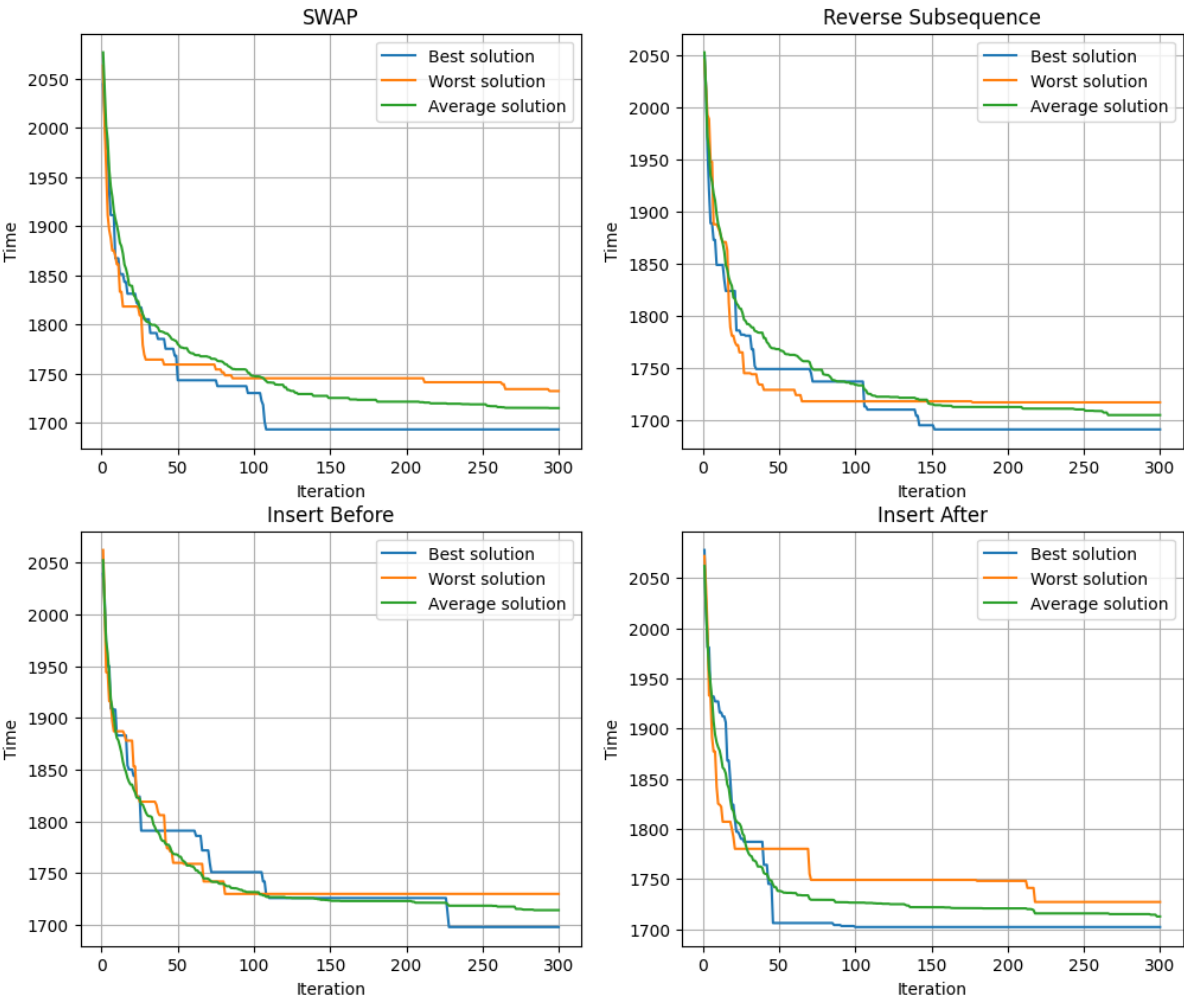 SWAP
Time
2050
2000
1950
1900
1850
1800
1750
1700
Best solution
Worst solution
Average solution
0 50 100 150 200 250 300
Iteration
Reverse Subsequence
Time
2050
2000
1950
1900
1850
1800
1750
1700
Best solution
Worst solution
Average solution
0 50 100 150 200 250 300
Iteration
Insert Before
Time
2050
2000
1950
1900
1850
1800
1750
1700
Best solution
Worst solution
Average solution
0 50 100 150 200 250 300
Iteration
Insert After
Time
2050
2000
1950
1900
1850
1800
1750
1700
Best solution
Worst solution
Average solution
0 50 100 150 200 250 300
Iteration